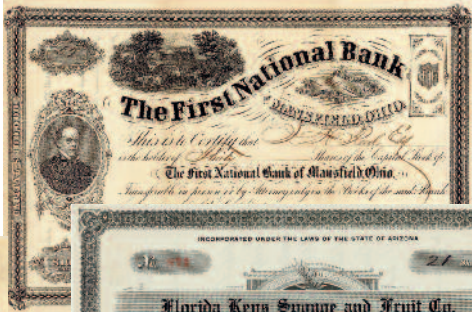 The First National Bank
MANSFIELD, OHIO.
This is to Certify that
is the holder of Shares of the Capital Stock of
The First National Bank of Mansfield, Ohio,
Transferable in person or by Attorney only on the Books of the said Bank
INCORPORATED UNDER THE LAWS OF THE STATE OF ARIZONA
21
Florida Keys Sponge and Fruit Co.